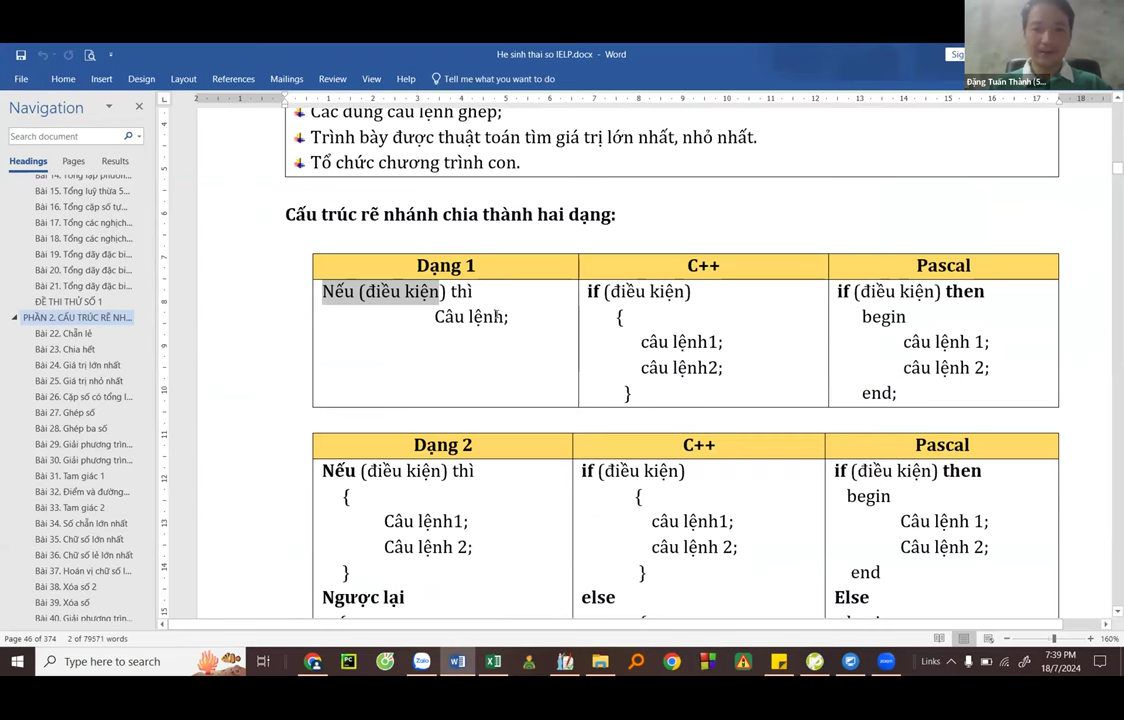 He sinh thai so IELP.docx - Word
File Home Insert Design Layout References Mailings Review View Help Tell me what you want to do
Đặng Tuấn Thành (5...
Navigation
Search document
Headings Pages Results
Bài 15. Tổng luỹ thừa 5...
Bài 16. Tổng cặp số tự...
Bài 17. Tổng các nghịch...
Bài 18. Tổng các nghịch...
Bài 19. Tổng dãy đặc bi...
Bài 20. Tổng dãy đặc bi...
Bài 21. Tổng dãy đặc bi...
ĐỀ THI THỬ SỐ 1
PHẦN 2. CẤU TRÚC RẼ NH...
Bài 22. Chẵn lẻ
Bài 23. Chia hết
Bài 24. Giá trị lớn nhất
Bài 25. Giá trị nhỏ nhất
Bài 26. Cặp số có tổng l...
Bài 27. Ghép số
Bài 28. Ghép ba số
Bài 29. Giải phương trìn...
Bài 30. Giải phương trìn...
Bài 31. Tam giác 1
Bài 32. Điểm và đường...
Bài 33. Tam giác 2
Bài 34. Số chẵn lớn nhất
Bài 35. Chữ số lớn nhất
Bài 36. Chữ số lẻ lớn nhất
Bài 37. Hoán vị chữ số l...
Bài 38. Xóa số 2
Bài 39. Xóa số
Bài 40. Giải phương trìn...
Các dùng câu lệnh ghép;
Trình bày được thuật toán tìm giá trị lớn nhất, nhỏ nhất.
Tổ chức chương trình con.
Cấu trúc rẽ nhánh chia thành hai dạng:
Dạng 1 C++ Pascal
Nếu (điều kiện) thì if (điều kiện) if (điều kiện) then
Câu lệnh; { begin
câu lệnh1; câu lệnh 1;
câu lệnh2; câu lệnh 2;
} end;
Dạng 2 C++ Pascal
Nếu (điều kiện) thì if (điều kiện) if (điều kiện) then
{ { begin
Câu lệnh1; câu lệnh1; Câu lệnh 1;
Câu lệnh 2; câu lệnh 2; Câu lệnh 2;
} } end
Ngược lại else Else
Page 46 of 374 2 of 79571 words 160%
Type here to search
Links
7:39 PM
18/7/2024